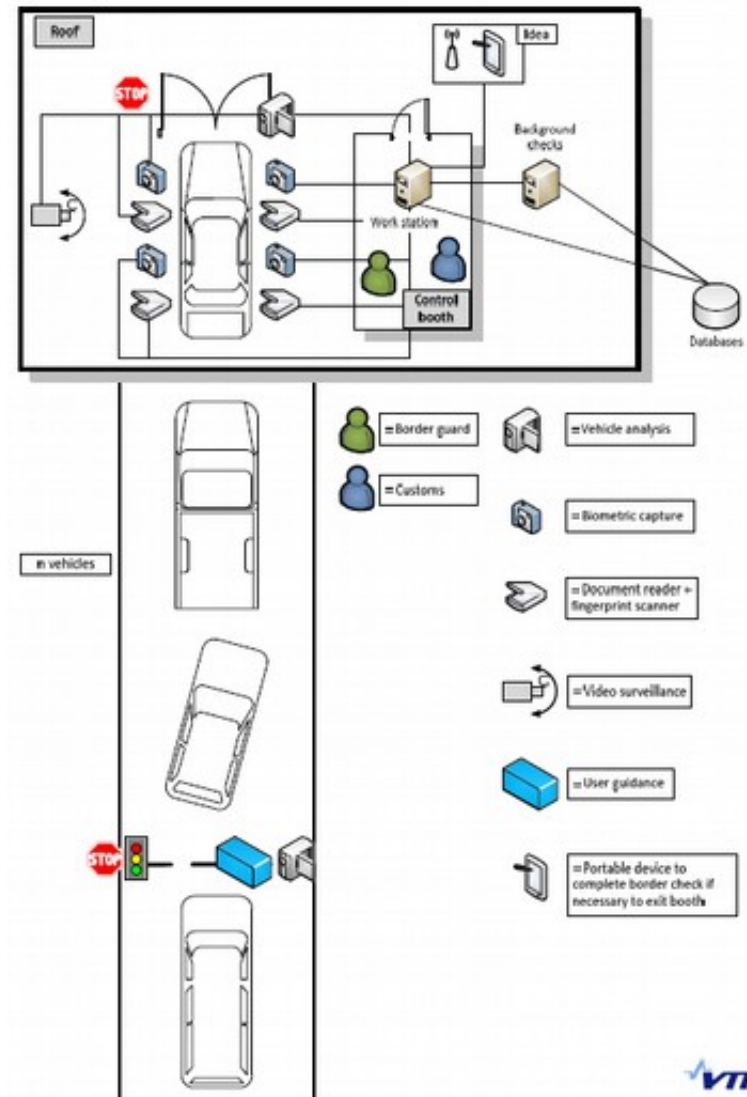 Roof
Idea
STOP
Background
checks
Work station
Control
booth
Databases
=Border guard
=Vehicle analysis
=Customs
=Biometric capture
m vehicles
=Document reader +
fingerprint scanner
=Video surveillance
=User guidance
STOP
=Portable device to
complete border check if
necessary to exit booth
VTT